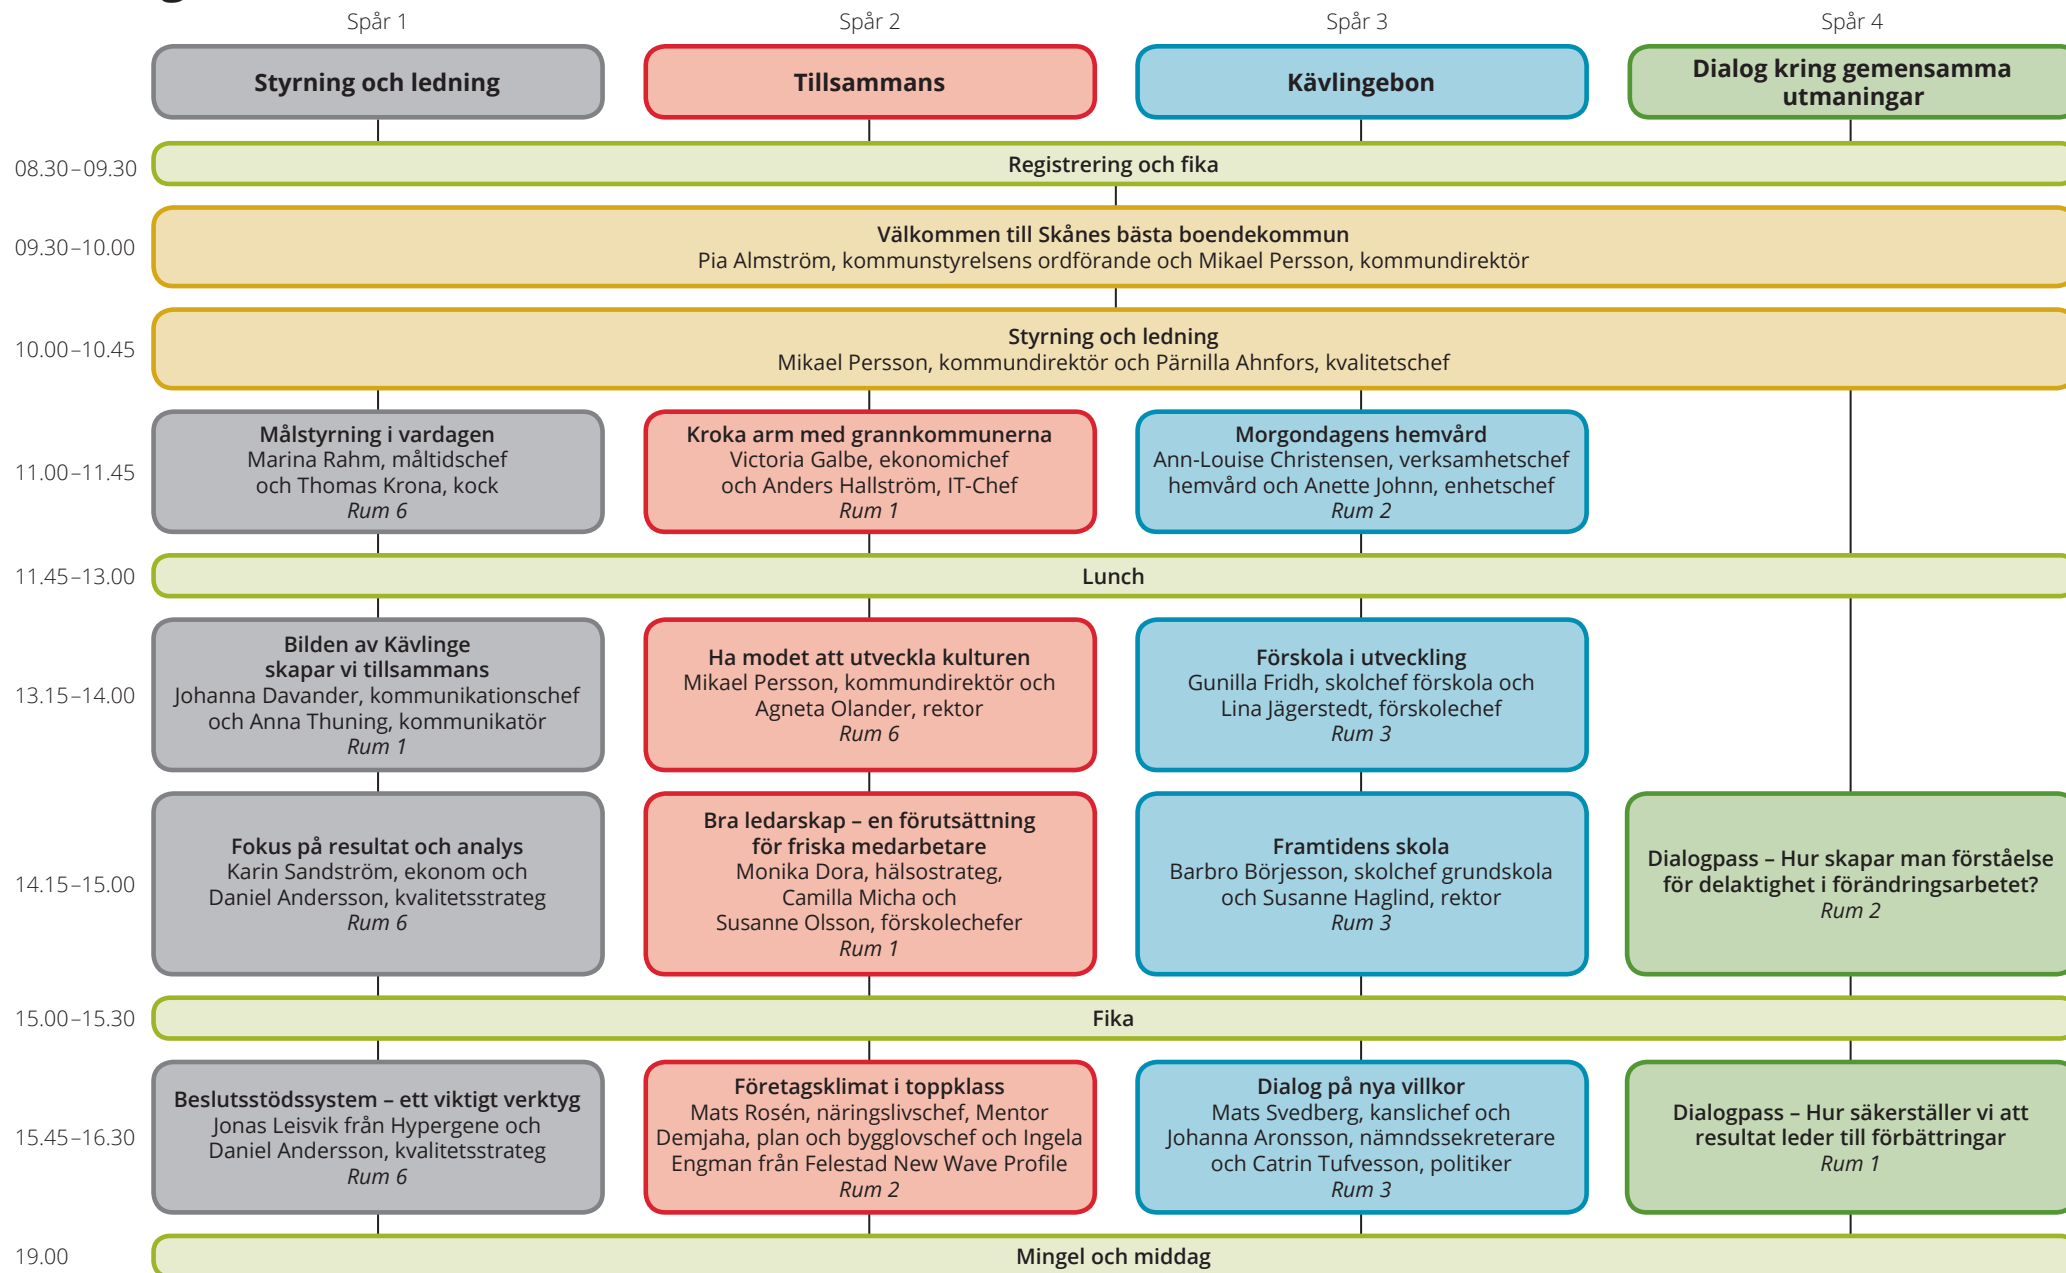 Spår 1
Spår 2
Spår 3
Spår 4
Styrning och ledning
Tillsammans
Kävlingebon
Dialog kring gemensamma
utmaningar
08.30–09.30
Registrering och fika
09.30–10.00
Välkommen till Skånes bästa boendekommun
Pia Almström, kommunstyrelsens ordförande och Mikael Persson, kommundirektör
10.00–10.45
Styrning och ledning
Mikael Persson, kommundirektör och Pärnilla Ahnfors, kvalitetschef
11.00–11.45
Målstyrning i vardagen
Marina Rahm, måltidschef
och Thomas Krona, kock
Rum 6
Kroka arm med grannkommunerna
Victoria Galbe, ekonomichef
och Anders Hallström, IT-Chef
Rum 1
Morgondagens hemvård
Ann-Louise Christensen, verksamhetschef
hemvård och Anette Johnn, enhetschef
Rum 2
11.45–13.00
Lunch
13.15–14.00
Bilden av Kävlinge
skapar vi tillsammans
Johanna Davander, kommunikationschef
och Anna Thuning, kommunikatör
Rum 1
Ha modet att utveckla kulturen
Mikael Persson, kommundirektör och
Agneta Olander, rektor
Rum 6
Förskola i utveckling
Gunilla Fridh, skolchef förskola och
Lina Jägerstedt, förskolechef
Rum 3
14.15–15.00
Fokus på resultat och analys
Karin Sandström, ekonom och
Daniel Andersson, kvalitetsstrateg
Rum 6
Bra ledarskap – en förutsättning
för friska medarbetare
Monika Dora, hälsostrateg,
Camilla Micha och
Susanne Olsson, förskolechefer
Rum 1
Framtidens skola
Barbro Börjesson, skolchef grundskola
och Susanne Haglind, rektor
Rum 3
Dialogpass – Hur skapar man förståelse
för delaktighet i förändringsarbetet?
Rum 2
15.00–15.30
Fika
15.45–16.30
Beslutsstödssystem – ett viktigt verktyg
Jonas Leisvik från Hypergene och
Daniel Andersson, kvalitetsstrateg
Rum 6
Företagsklimat i toppklass
Mats Rosén, näringslivschef, Mentor
Demjaha, plan och bygglovschef och Ingela
Engman från Felestad New Wave Profile
Rum 2
Dialog på nya villkor
Mats Svedberg, kanslichef och
Johanna Aronsson, nämndssekreterare
och Catrin Tufvesson, politiker
Rum 3
Dialogpass – Hur säkerställer vi att
resultat leder till förbättringar
Rum 1
19.00
Mingel och middag